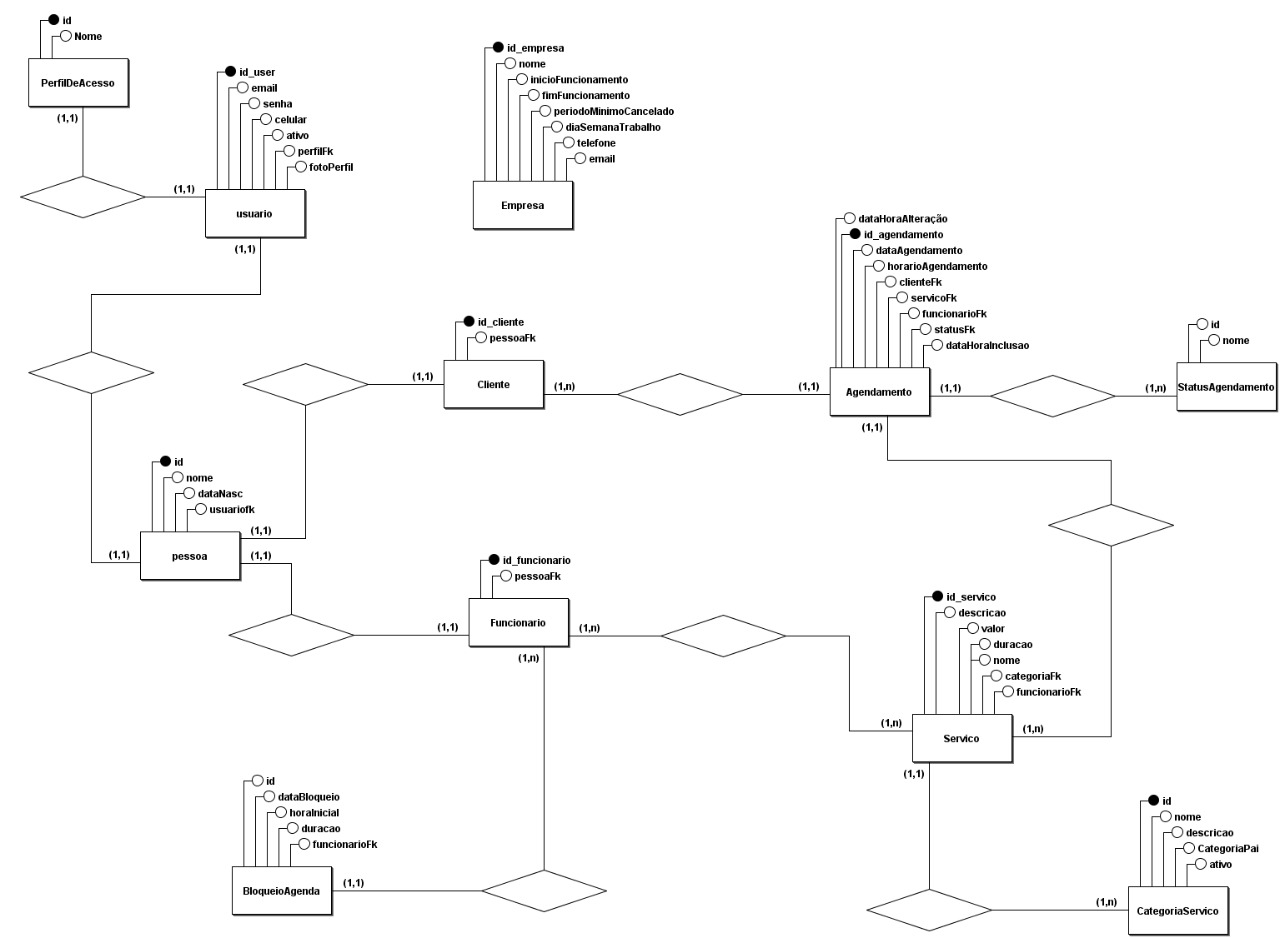 id
Nome
PerfilDeAcesso
(1,1)
(1,1)
id_user
email
senha
celular
ativo
perfilFk
fotoPerfil
usuario
(1,1)
id_empresa
nome
inicioFuncionamento
fimFuncionamento
periodoMinimoCancelado
diaSemanaTrabalho
telefone
email
Empresa
dataHoraAlteração
id_agendamento
dataAgendamento
horarioAgendamento
clienteFk
servicoFk
funcionarioFk
statusFk
dataHoraInclusao
Agendamento
(1,1)
(1,1)
(1,1)
id
nome
StatusAgendamento
(1,n)
id_cliente
pessoaFk
Cliente
(1,1)
(1,n)
id
nome
dataNasc
usuariofk
pessoa
(1,1)
(1,1)
(1,1)
id_funcionario
pessoaFk
Funcionario
(1,1)
(1,n)
(1,n)
id_servico
descricao
valor
duracao
nome
categoriaFk
funcionarioFk
Servico
(1,n)
(1,n)
(1,1)
id
dataBloqueio
horaInicial
duracao
funcionarioFk
BloqueioAgenda
(1,1)
id
nome
descricao
CategoriaPai
ativo
CategoriaServico
(1,n)